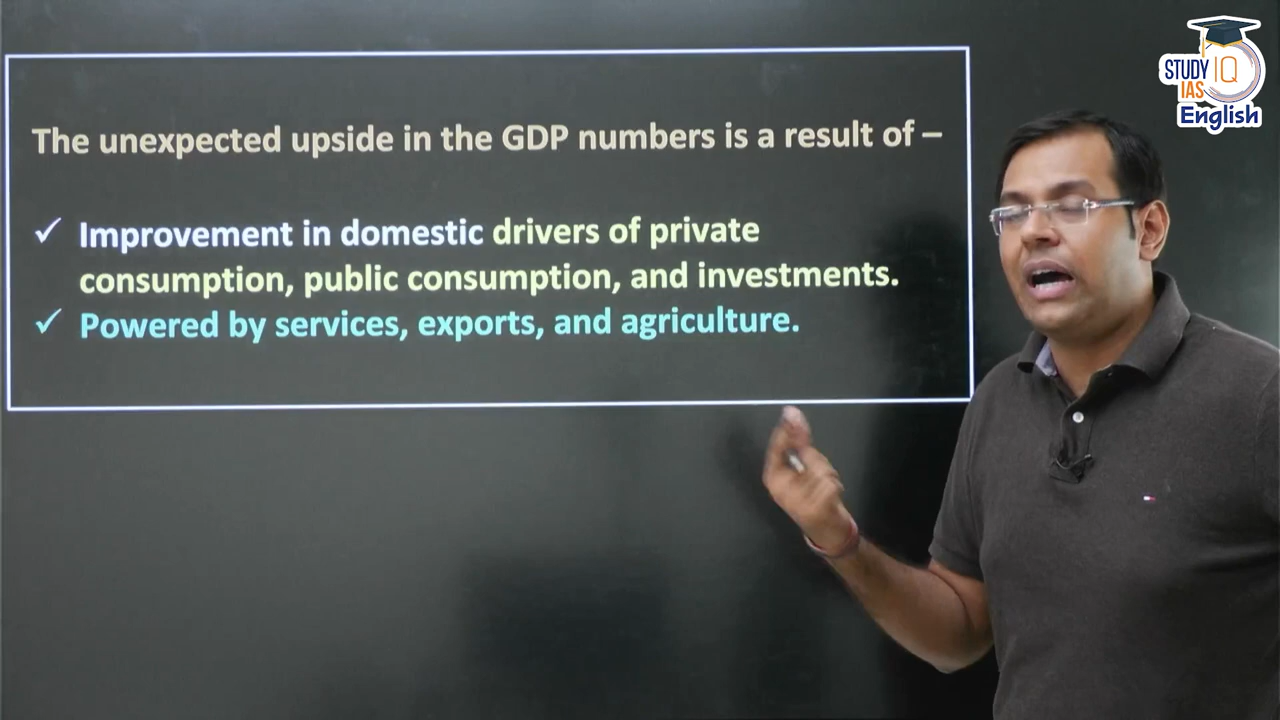 The unexpected upside in the GDP numbers is a result of –
✓ Improvement in domestic drivers of private
consumption, public consumption, and investments.
✓ Powered by services, exports, and agriculture.
STUDY IQ
IAS
English